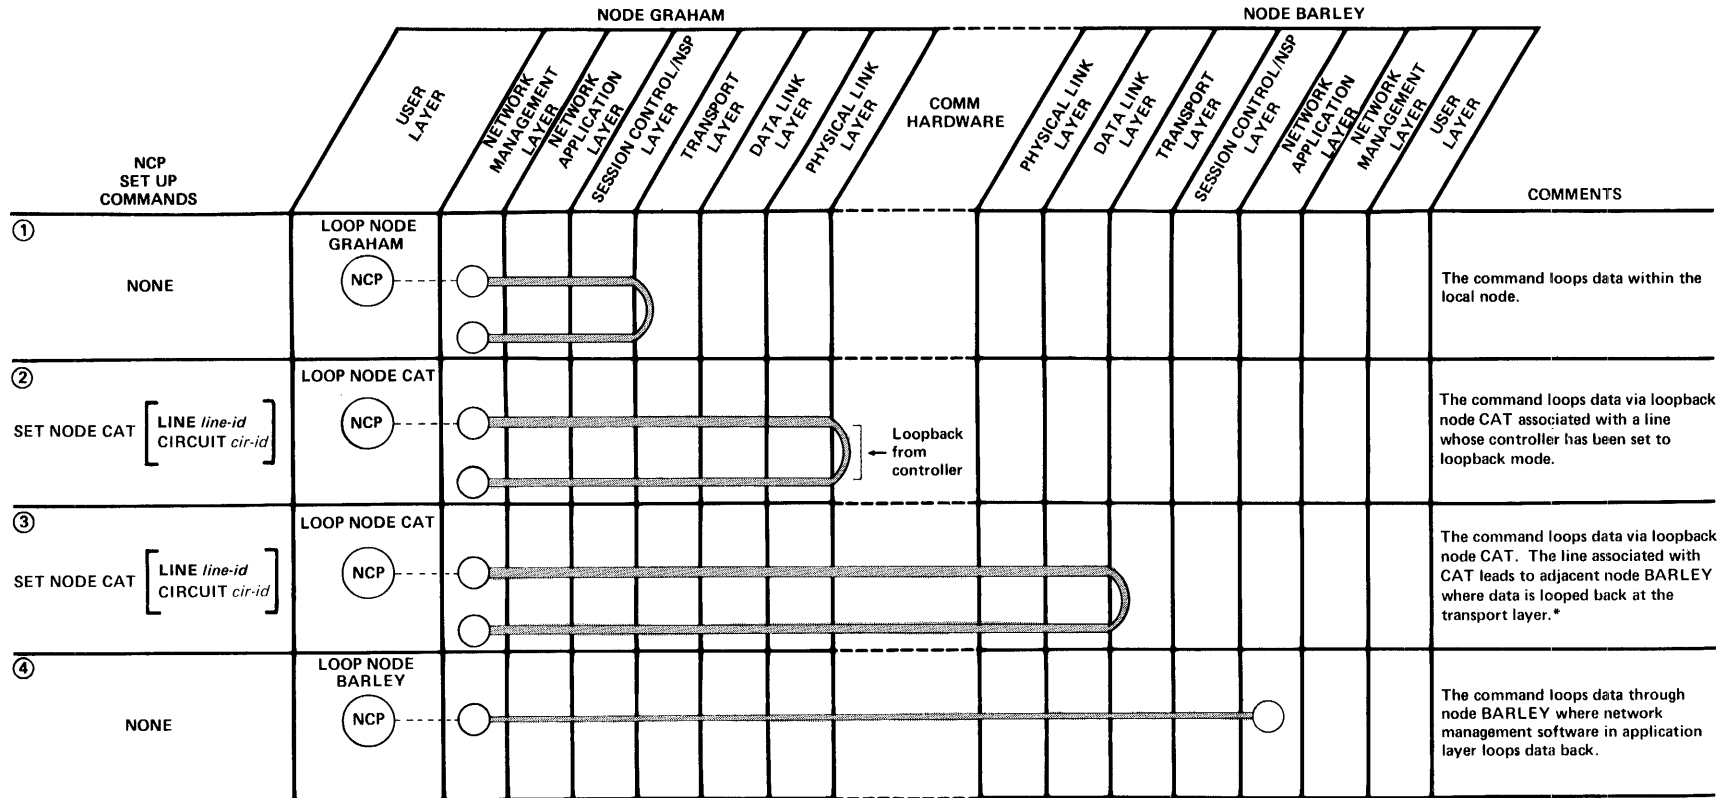 NODE GRAHAM
NODE BARLEY
USER
LAYER
NETWORK
MANAGEMENT
LAYER
NETWORK
APPLICATION
LAYER
SESSION CONTROL/NSP
LAYER
TRANSPORT
LAYER
DATA LINK
LAYER
PHYSICAL LINK
LAYER
COMM
HARDWARE
PHYSICAL LINK
LAYER
DATA LINK
LAYER
TRANSPORT
LAYER
SESSION CONTROL/NSP
LAYER
NETWORK
APPLICATION
LAYER
NETWORK
MANAGEMENT
LAYER
USER
LAYER
NCP
SET UP
COMMANDS
COMMENTS
①
NONE
LOOP NODE
GRAHAM
NCP
The command loops data within the
local node.
②
SET NODE CAT
LINE line-id
CIRCUIT cir-id
LOOP NODE CAT
NCP
Loopback
← from
controller
The command loops data via loopback
node CAT associated with a line
whose controller has been set to
loopback mode.
③
SET NODE CAT
LINE line-id
CIRCUIT cir-id
LOOP NODE CAT
NCP
The command loops data via loopback
node CAT. The line associated with
CAT leads to adjacent node BARLEY
where data is looped back at the
transport layer.*
④
NONE
LOOP NODE
BARLEY
NCP
The command loops data through
node BARLEY where network
management software in application
layer loops data back.